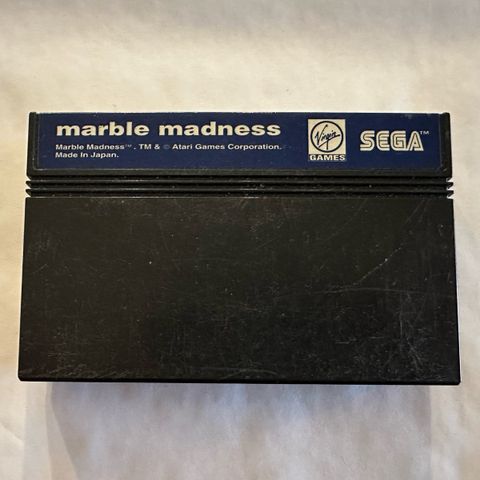 marble madness
Marble Madness™. TM & © Atari Games Corporation.
Made in Japan.
Virgin
GAMES
SEGA™